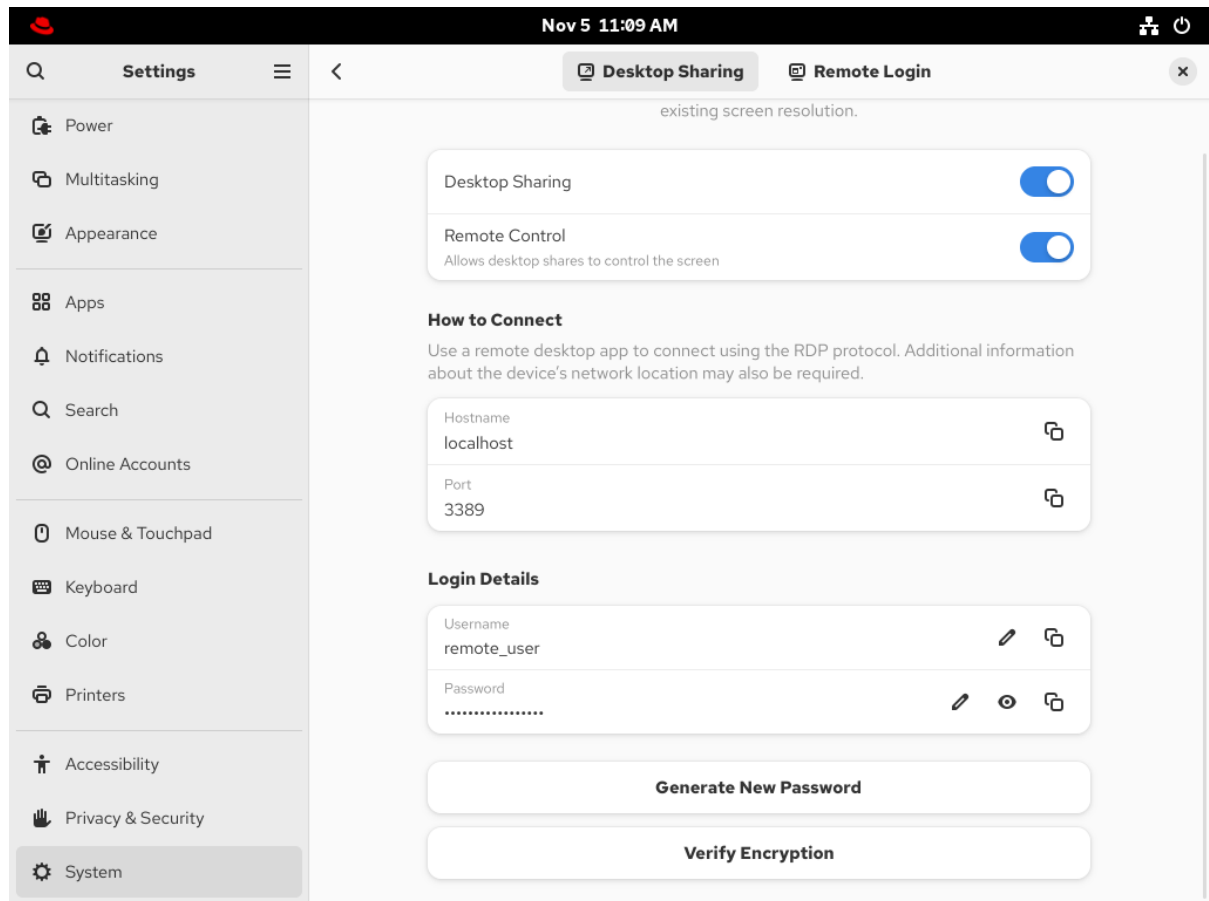 Nov 5 11:09 AM
Settings
Desktop Sharing
Remote Login
Power
Multitasking
Appearance
Apps
Notifications
Search
Online Accounts
Mouse & Touchpad
Keyboard
Color
Printers
Accessibility
Privacy & Security
System
existing screen resolution.
Desktop Sharing
Remote Control
Allows desktop shares to control the screen
How to Connect
Use a remote desktop app to connect using the RDP protocol. Additional information
about the device’s network location may also be required.
Hostname
localhost
Port
3389
Login Details
Username
remote_user
Password
•••••••••••••••••
Generate New Password
Verify Encryption